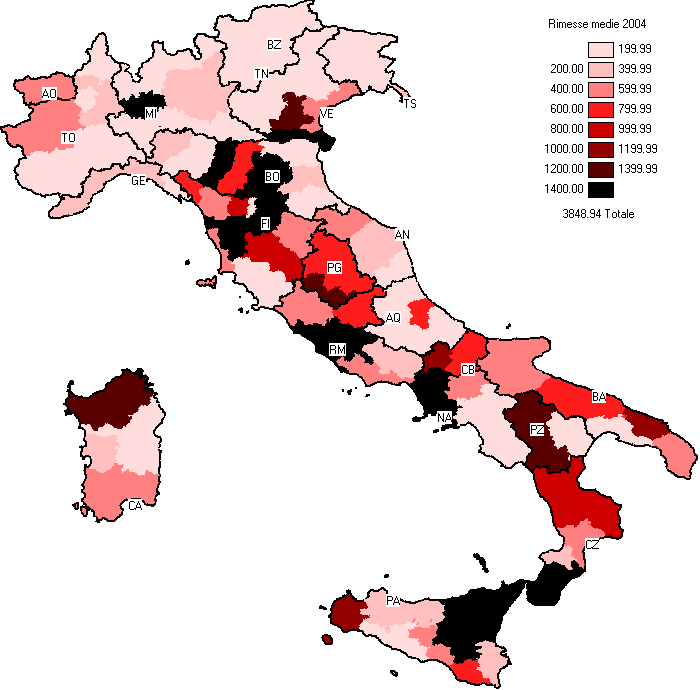 Rimesse medie 2004
199.99
200.00 399.99
400.00 599.99
600.00 799.99
800.00 999.99
1000.00 1199.99
1200.00 1399.99
1400.00
3848.94 Totale
BZ
TN
AO
MI
VE
TS
TO
GE
BO
FI
AN
PG
AQ
RM
CB
NA
BA
PZ
CA
CZ
PA